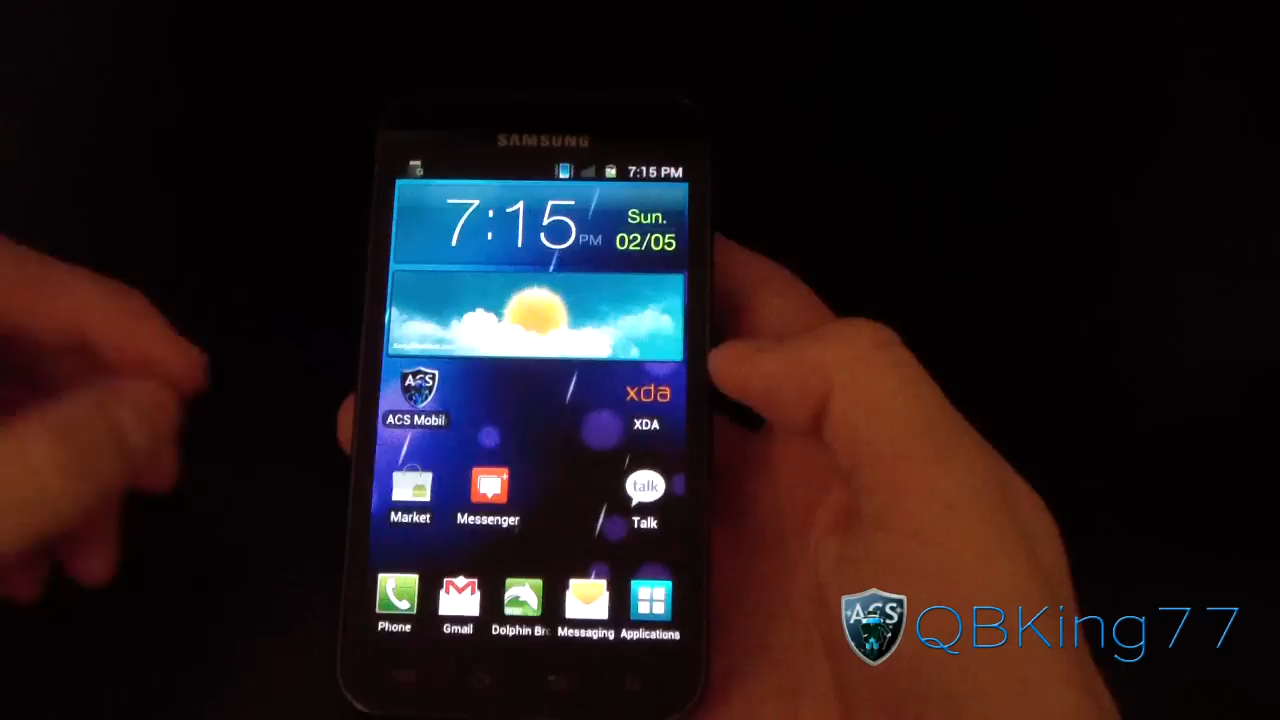 SAMSUNG
7:15 PM
7:15 PM
Sun.
02/05
ACS
ACS Mobil
xda
XDA
Market
Messenger
talk
Talk
Phone
Gmail
Dolphin Br
Messaging
Applications
ACS
QBKing77